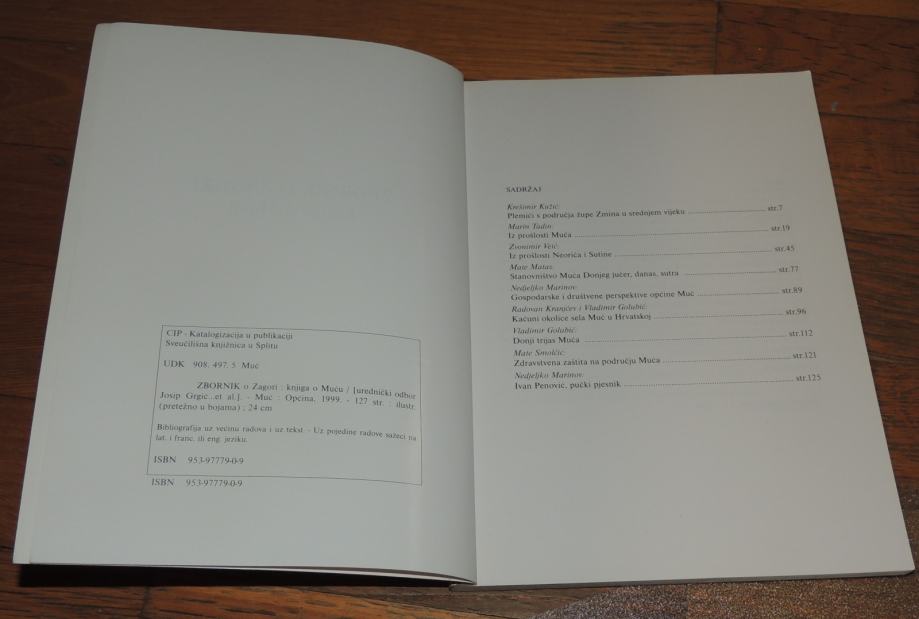 CIP - Katalogizacija u publikaciji
Sveučilišna knjižnica u Splitu
UDK 908. 497. 5 Muć
ZBORNIK o Zagori : knjiga o Muću / [urednički odbor
Josip Grgić...et al.]. - Muć : Općina, 1999. - 127 str. : ilustr.
(pretežno u bojama) ; 24 cm
Bibliografija uz većinu radova i uz tekst. - Uz pojedine radove sažeci na
lat. i franc. ili eng. jeziku.
ISBN 953-97779-0-9
ISBN 953-97779-0-9
SADRŽAJ
Krešimir Kužić:
Plemići s područja župe Zmina u srednjem vijeku ........ str.7
Marin Tadin:
Iz prošlosti Muća ........ str.19
Zvonimir Veić:
Iz prošlosti Neorića i Sutine ........ str.45
Mate Matas:
Stanovništvo Muća Donjeg jučer, danas, sutra ........ str.77
Nedjeljko Marinov:
Gospodarske i društvene perspektive općine Muć ........ str.89
Radovan Kranjčev i Vladimir Golubić:
Kaćuni okolice sela Muć u Hrvatskoj ........ str.96
Vladimir Golubić:
Donji trijas Muća ........ str.112
Mate Smolčić:
Zdravstvena zaštita na području Muća ........ str.121
Nedjeljko Marinov:
Ivan Penović, pučki pjesnik ........ str.125